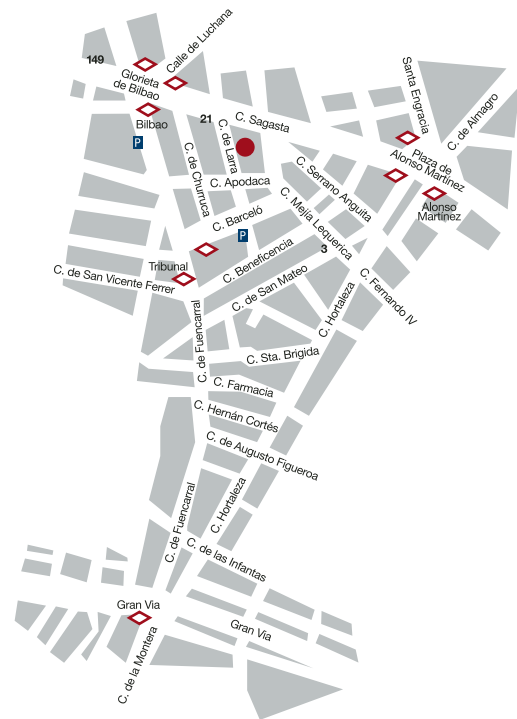 Calle de Luchana
149
Glorieta
de Bilbao
Santa Engracia
C. de Almagro
Bilbao
P
21
C. Sagasta
C. de Larra
C. de Churruca
C. Apodaca
C. Serrano Anguita
Plaza de
Alonso Martínez
Alonso
Martínez
C. Mejía Lequerica
C. Barceló
P
3
Tribunal
C. Beneficencia
C. de San Vicente Ferrer
C. de San Mateo
C. Fernando IV
C. Hortaleza
C. de Fuencarral
C. Sta. Brigida
C. Farmacia
C. Hernán Cortés
C. de Augusto Figueroa
C. de Fuencarral
C. Hortaleza
C. de las Infantas
Gran Via
Gran Via
C. de la Montera